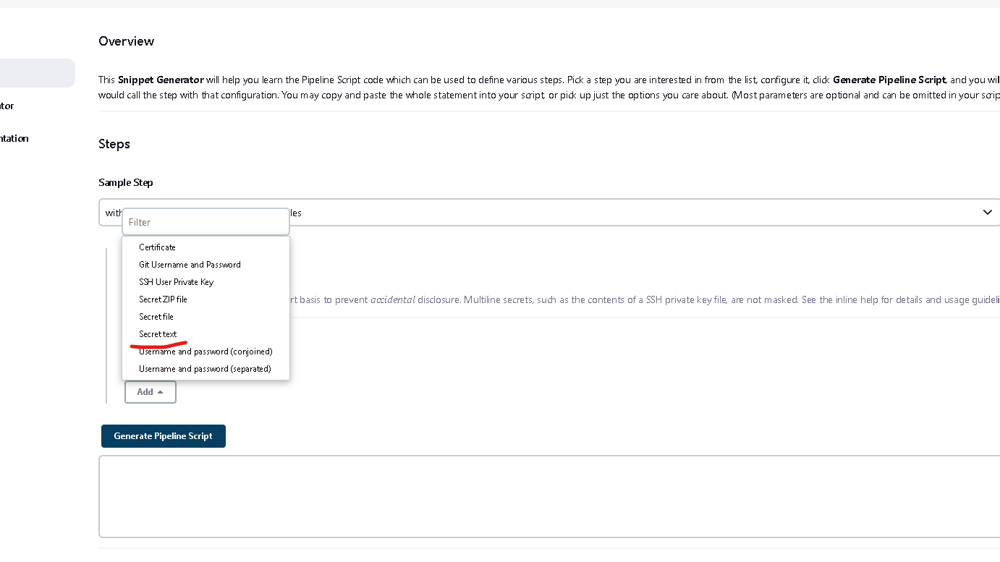 Overview
This Snippet Generator will help you learn the Pipeline Script code which can be used to define various steps. Pick a step you are interested in from the list, configure it, click Generate Pipeline Script, and you wil
would call the step with that configuration. You may copy and paste the whole statement into your script, or pick up just the options you care about. (Most parameters are optional and can be omitted in your scrip
ator
ntation
Steps
Sample Step
with les
Filter
Certificate
Git Username and Password
SSH User Private Key
Secret ZIP file
rt basis to prevent accidental disclosure. Multiline secrets, such as the contents of a SSH private key file, are not masked. See the inline help for details and usage guideli
Secret file
Secret text
Username and password (conjoined)
Username and password (separated)
Add
Generate Pipeline Script